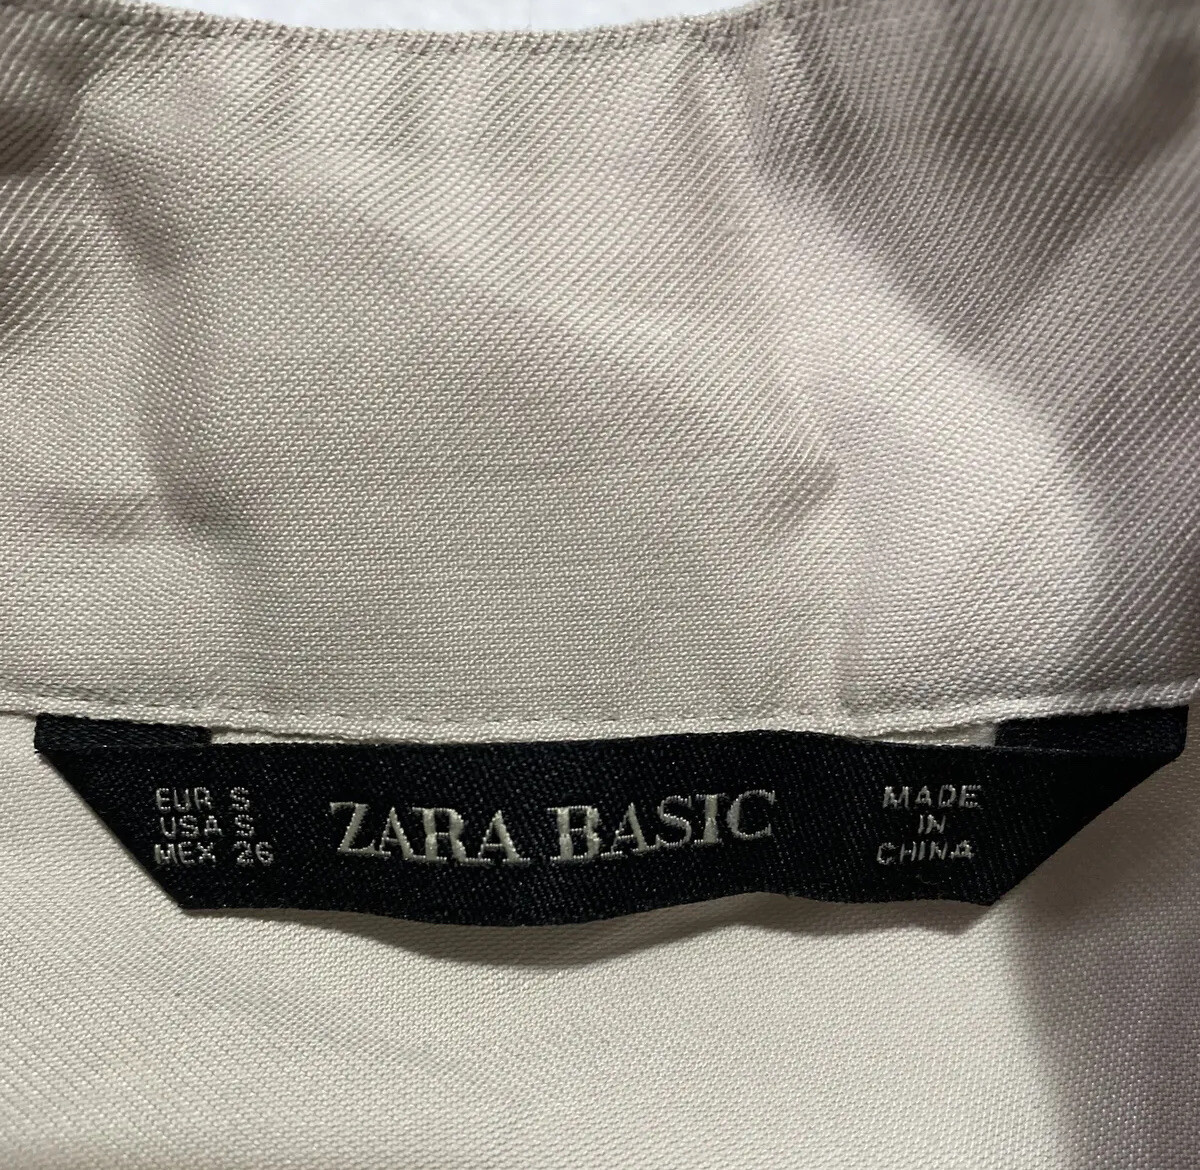 EUR S
USA S
MEX 26
ZARA BASIC
MADE
IN
CHINA